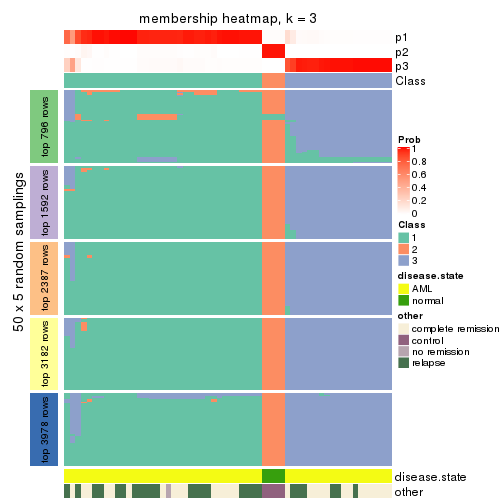 membership heatmap, k = 3
p1
p2
p3
Class
50 x 5 random samplings
top 796 rows
top 1592 rows
top 2387 rows
top 3182 rows
top 3978 rows
disease.state
other
Prob
1
0.8
0.6
0.4
0.2
0
Class
1
2
3
disease.state
AML
normal
other
complete remission
control
no remission
relapse